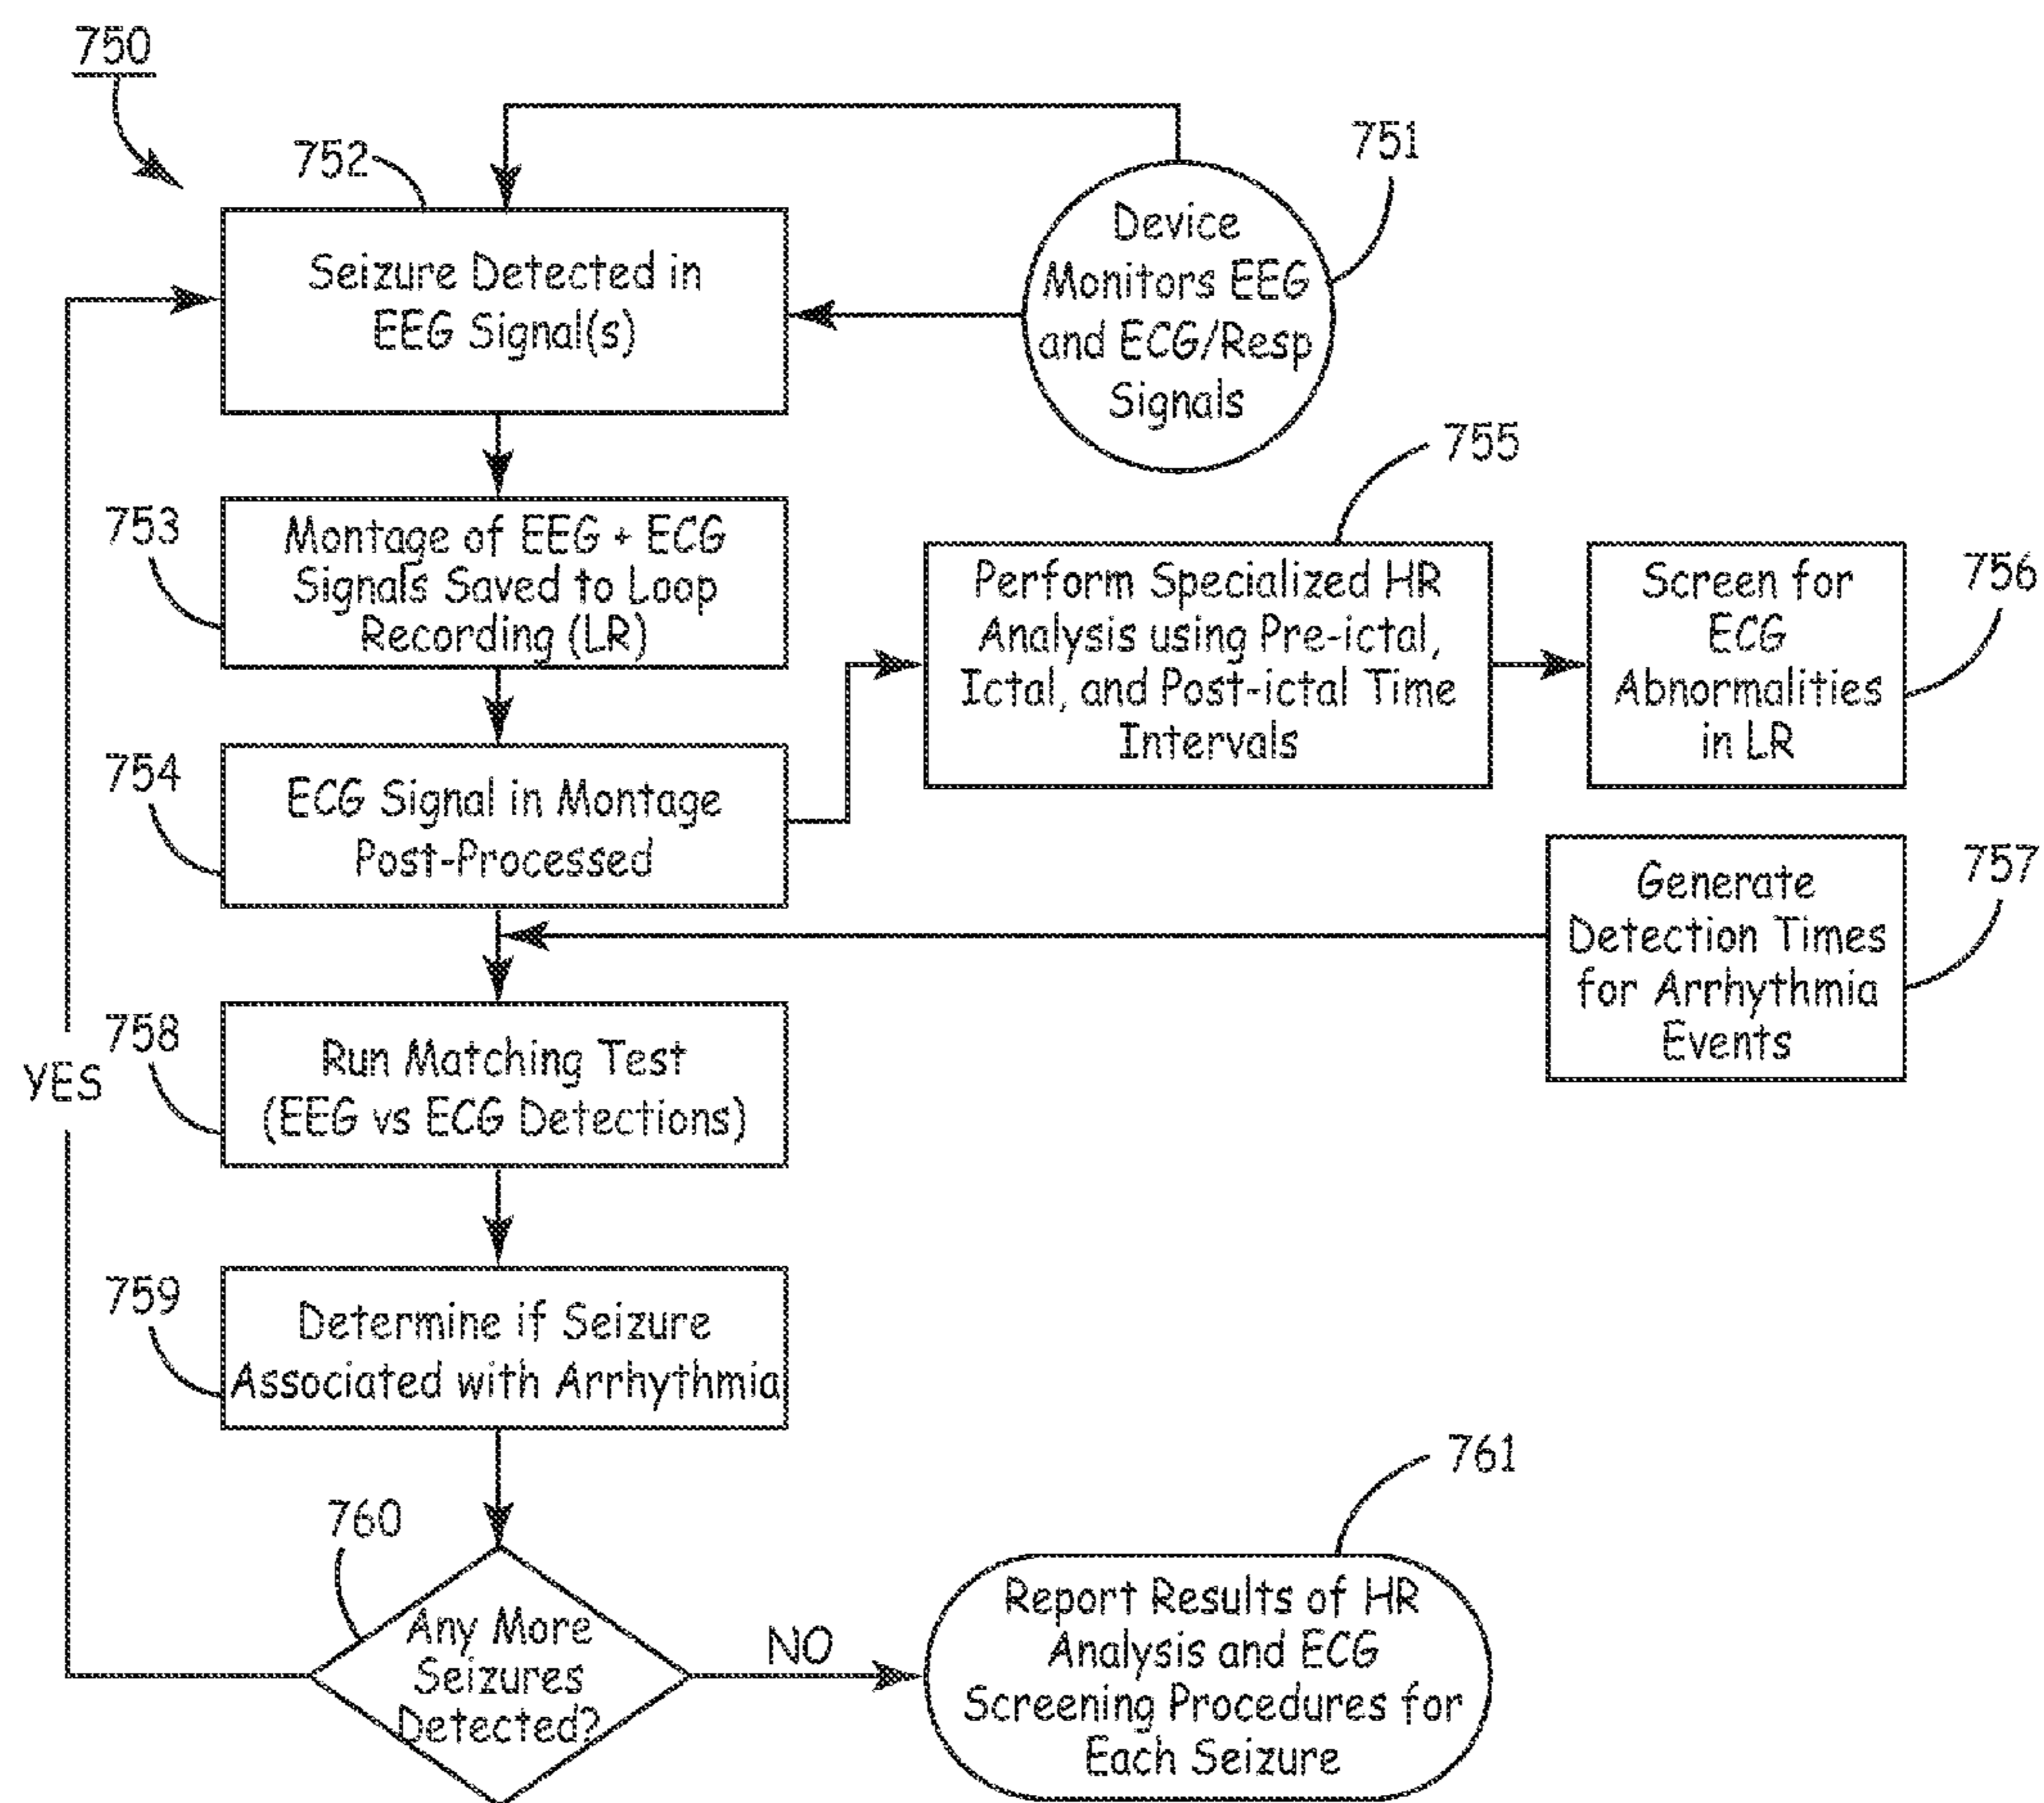 750
752
751
Device
Monitors EEG
and ECG/Resp
Signals
Seizure Detected in
EEG Signal(s)
753
Montage of EEG + ECG
Signals Saved to Loop
Recording (LR)
755
Perform Specialized HR
Analysis using Pre-ictal,
Ictal, and Post-ictal Time
Intervals
756
Screen for
ECG
Abnormalities
in LR
754
ECG Signal in Montage
Post-Processed
757
Generate
Detection Times
for Arrhythmia
Events
YES
758
Run Matching Test
(EEG vs ECG Detections)
759
Determine if Seizure
Associated with Arrhythmia
760
Any More
Seizures
Detected?
NO
761
Report Results of HR
Analysis and ECG
Screening Procedures for
Each Seizure